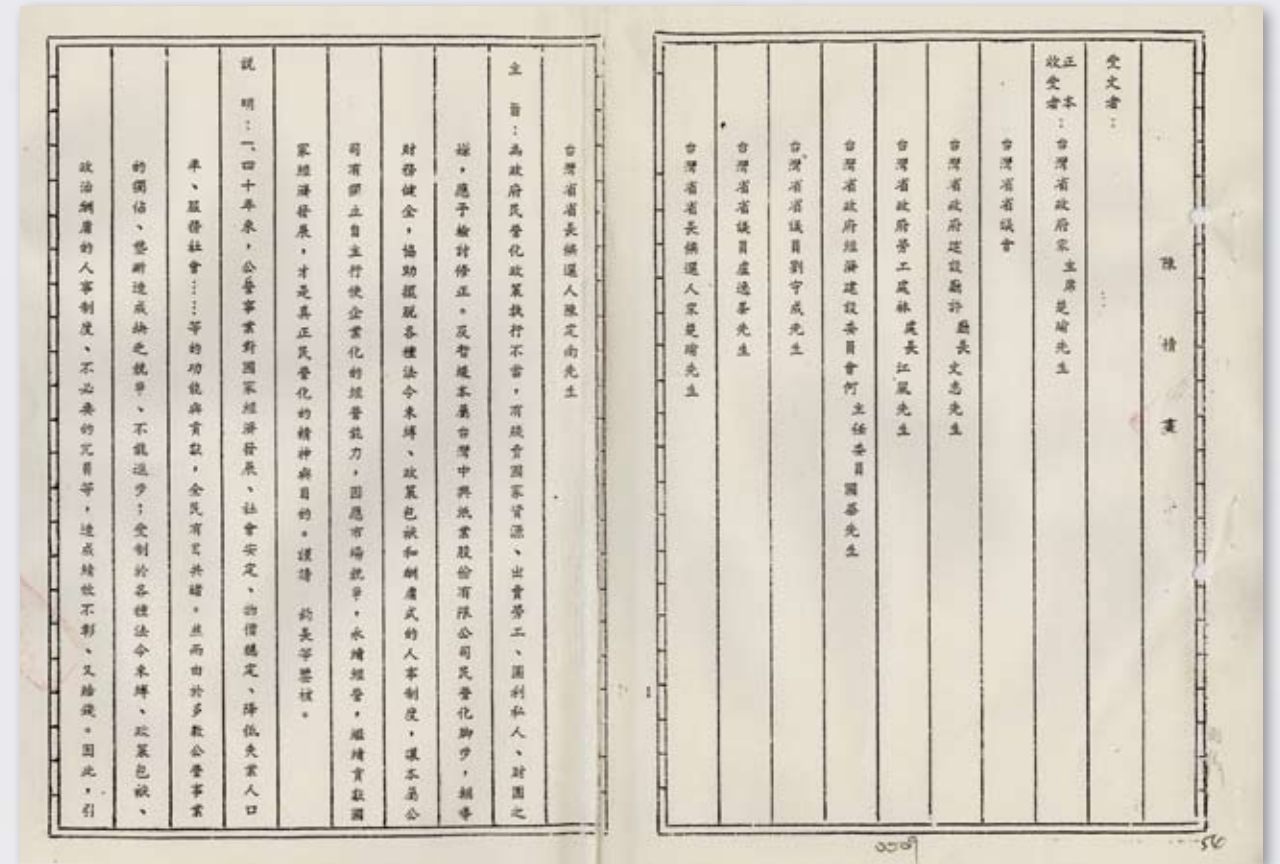 陳情書
受文者：
正本
收受者：台灣省政府宋主席楚瑜先生
台灣省省議會
台灣省政府建設廳許廳長文志先生
台灣省政府勞工處林處長江風先生
台灣省政府經濟建設委員會何主任委員國華先生
台灣省省議員劉守成先生
台灣省省議員盧逸峯先生
台灣省省長候選人宋楚瑜先生
台灣省省長候選人陳定南先生
主旨：為政府民營化政策執行不當，有綫賣國家資源、出賣勞工、圖利私人、財團之
嫌，應予檢討修正。及暫緩本屬台灣中興紙業股份有限公司民營化腳步，輔導
財務健全，協助擺脫各種法令束縛、政策包袱和酬庸式的人事制度，讓本屬公
司有獨立自主行使企業化的經營能力，因應市場競爭，永續經營，繼續貢獻國
家經濟發展，才是真正民營化的精神與目的。謹請 鈞長等鑒核。
說明：一、四十年來，公營事業對國家經濟發展、社會安定、物價穩定、降低失業人口
率、服務社會……等的功能與貢獻，全民有目共睹。然而由於多數公營事業
的獨佔、壟斷造成缺乏競爭、不能進步；受制於各種法令束縛、政策包袱、
政治酬庸的人事制度、不必要的冗員等，造成績效不彰、又賠錢。因此，引
1
0509
54